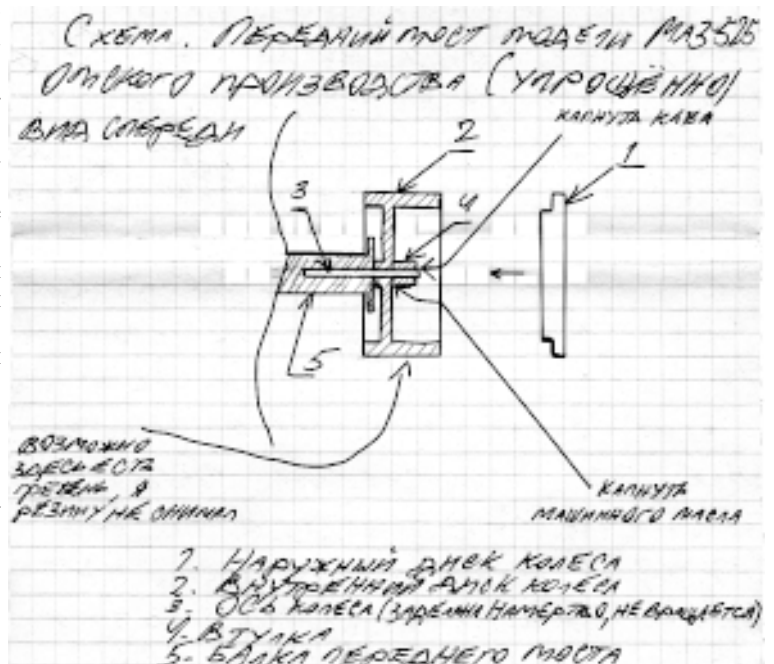 СХЕМА. ПЕРЕДНИЙ МОСТ МОДЕЛИ МАЗ-525
ОМСКОГО ПРОИЗВОДСТВА (УПРОЩЁННО)
ВИД СПЕРЕДИ
КАПНУТЬ КЛЕЯ
2
1
3
4
5
ВОЗМОЖНО
ЗДЕСЬ ЕСТЬ
ГРЕБЕНЬ, Я
РЕЗИНУ НЕ СНИМАЛ
КАПНУТЬ
МАШИННОГО МАСЛА
1. НАРУЖНЫЙ ДИСК КОЛЕСА
2. ВНУТРЕННИЙ ДИСК КОЛЕСА
3. ОСЬ КОЛЕСА (ЗАДЕЛАНА НАМЕРТВО, НЕ ВРАЩАЕТСЯ)
4. ВТУЛКА
5. БАЛКА ПЕРЕДНЕГО МОСТА